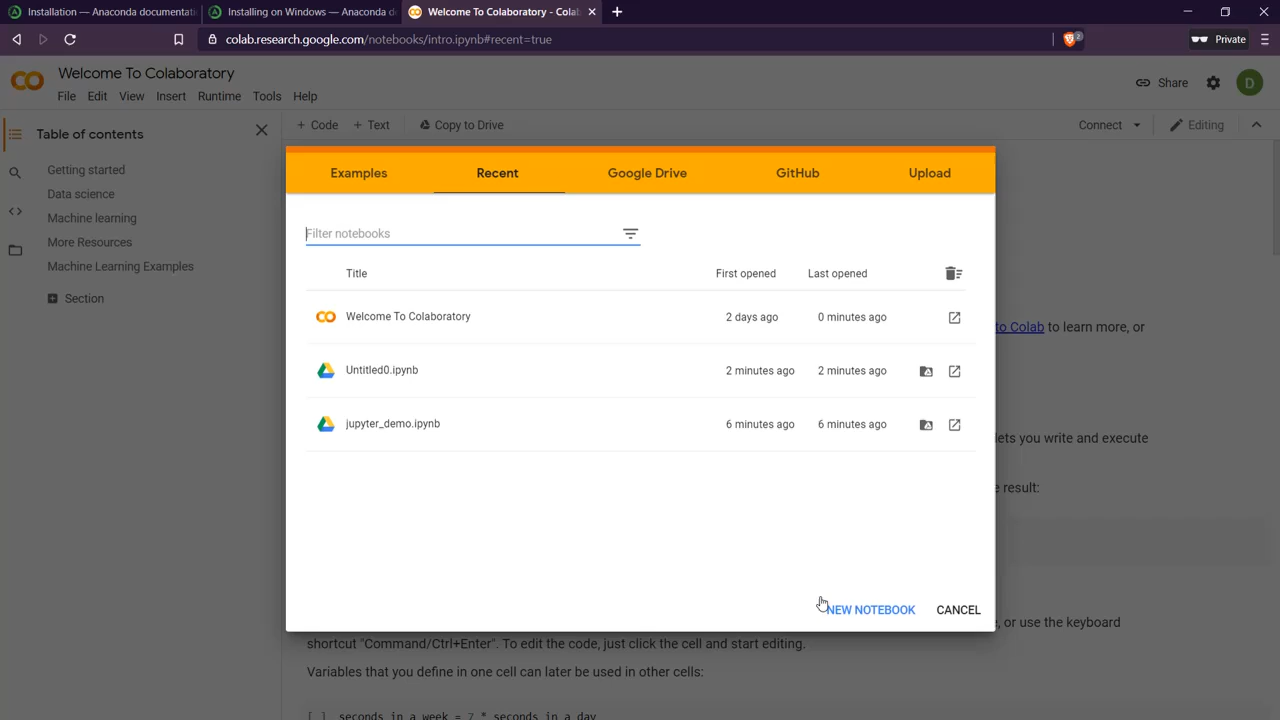 Installation — Anaconda documentati
Installing on Windows — Anaconda d
Welcome To Colaboratory - Colab
colab.research.google.com/notebooks/intro.ipynb#recent=true
2
Private
Welcome To Colaboratory
File Edit View Insert Runtime Tools Help
Share
D
Table of contents
+ Code + Text Copy to Drive
Connect
Editing
Getting started
Data science
Machine learning
More Resources
Machine Learning Examples
Section
Examples Recent Google Drive GitHub Upload
Filter notebooks
Title First opened Last opened
Welcome To Colaboratory 2 days ago 0 minutes ago
Untitled0.ipynb 2 minutes ago 2 minutes ago
jupyter_demo.ipynb 6 minutes ago 6 minutes ago
NEW NOTEBOOK CANCEL
to Colab to learn more, or
lets you write and execute
e result:
, or use the keyboard
shortcut "Command/Ctrl+Enter". To edit the code, just click the cell and start editing.
Variables that you define in one cell can later be used in other cells:
[ ] seconds_in_a_week = 7 * seconds_in_a_day